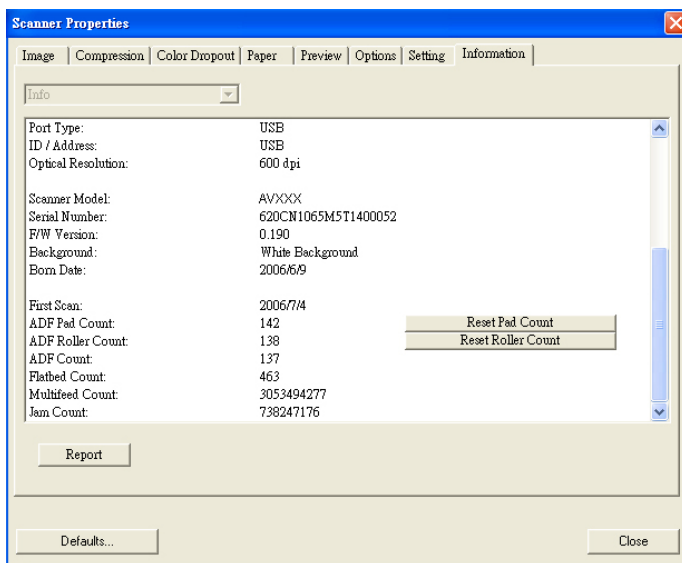 Scanner Properties
Image Compression Color Dropout Paper Preview Options Setting Information
Info
Port Type: USB
ID / Address: USB
Optical Resolution: 600 dpi
Scanner Model: AVXXX
Serial Number: 620CN1065M5T1400052
F/W Version: 0.190
Background: White Background
Born Date: 2006/6/9
First Scan: 2006/7/4
ADF Pad Count: 142 Reset Pad Count
ADF Roller Count: 138 Reset Roller Count
ADF Count: 137
Flatbed Count: 463
Multifeed Count: 3053494277
Jam Count: 738247176
Report
Defaults... Close